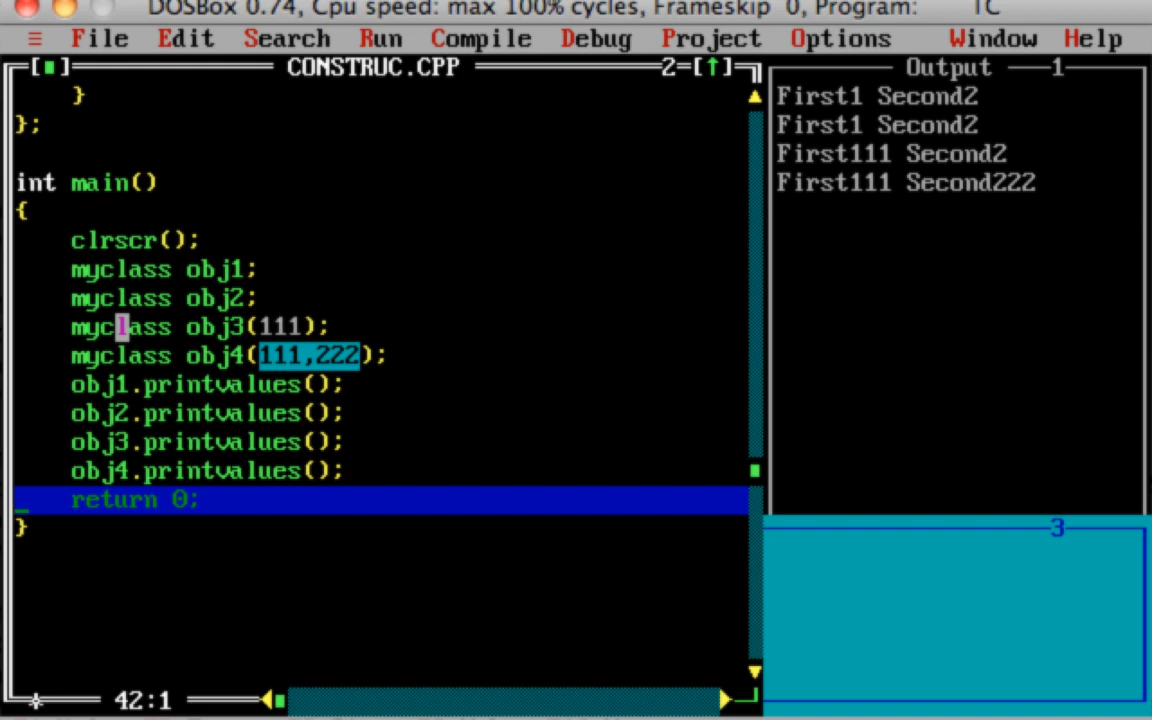 DOSBox 0.74, Cpu speed: max 100% cycles, Frameskip 0, Program: TC
≡ File Edit Search Run Compile Debug Project Options Window Help
[■] CONSTRUC.CPP 2=[↑]
}
};
int main()
{
clrscr();
myclass obj1;
myclass obj2;
myclass obj3(111);
myclass obj4(111,222);
obj1.printvalues();
obj2.printvalues();
obj3.printvalues();
obj4.printvalues();
return 0;
}
42:1
Output 1
First1 Second2
First1 Second2
First111 Second2
First111 Second222
3